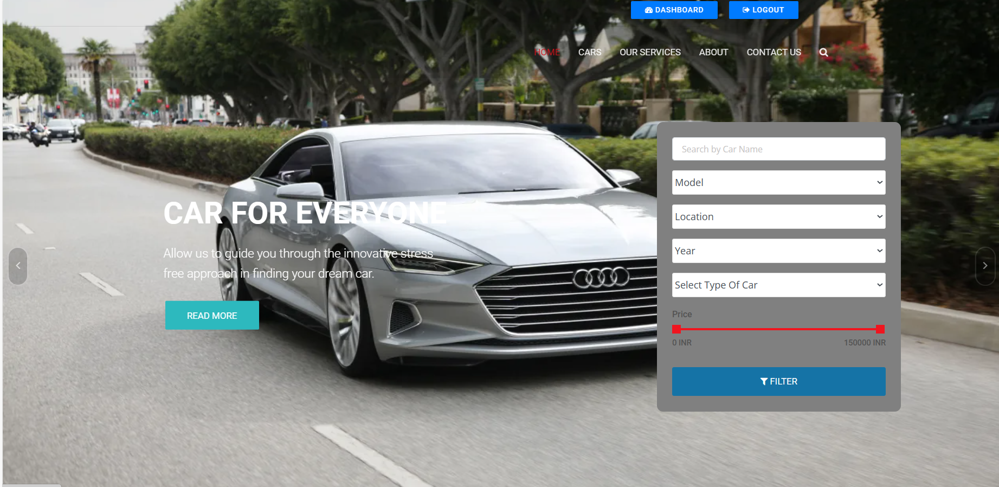 DASHBOARD
LOGOUT
HOME
CARS
OUR SERVICES
ABOUT
CONTACT US
Search by Car Name
Model
Location
Year
Select Type Of Car
Price
0 INR
150000 INR
FILTER
CAR FOR EVERYONE
Allow us to guide you through the innovative stress
free approach in finding your dream car.
READ MORE